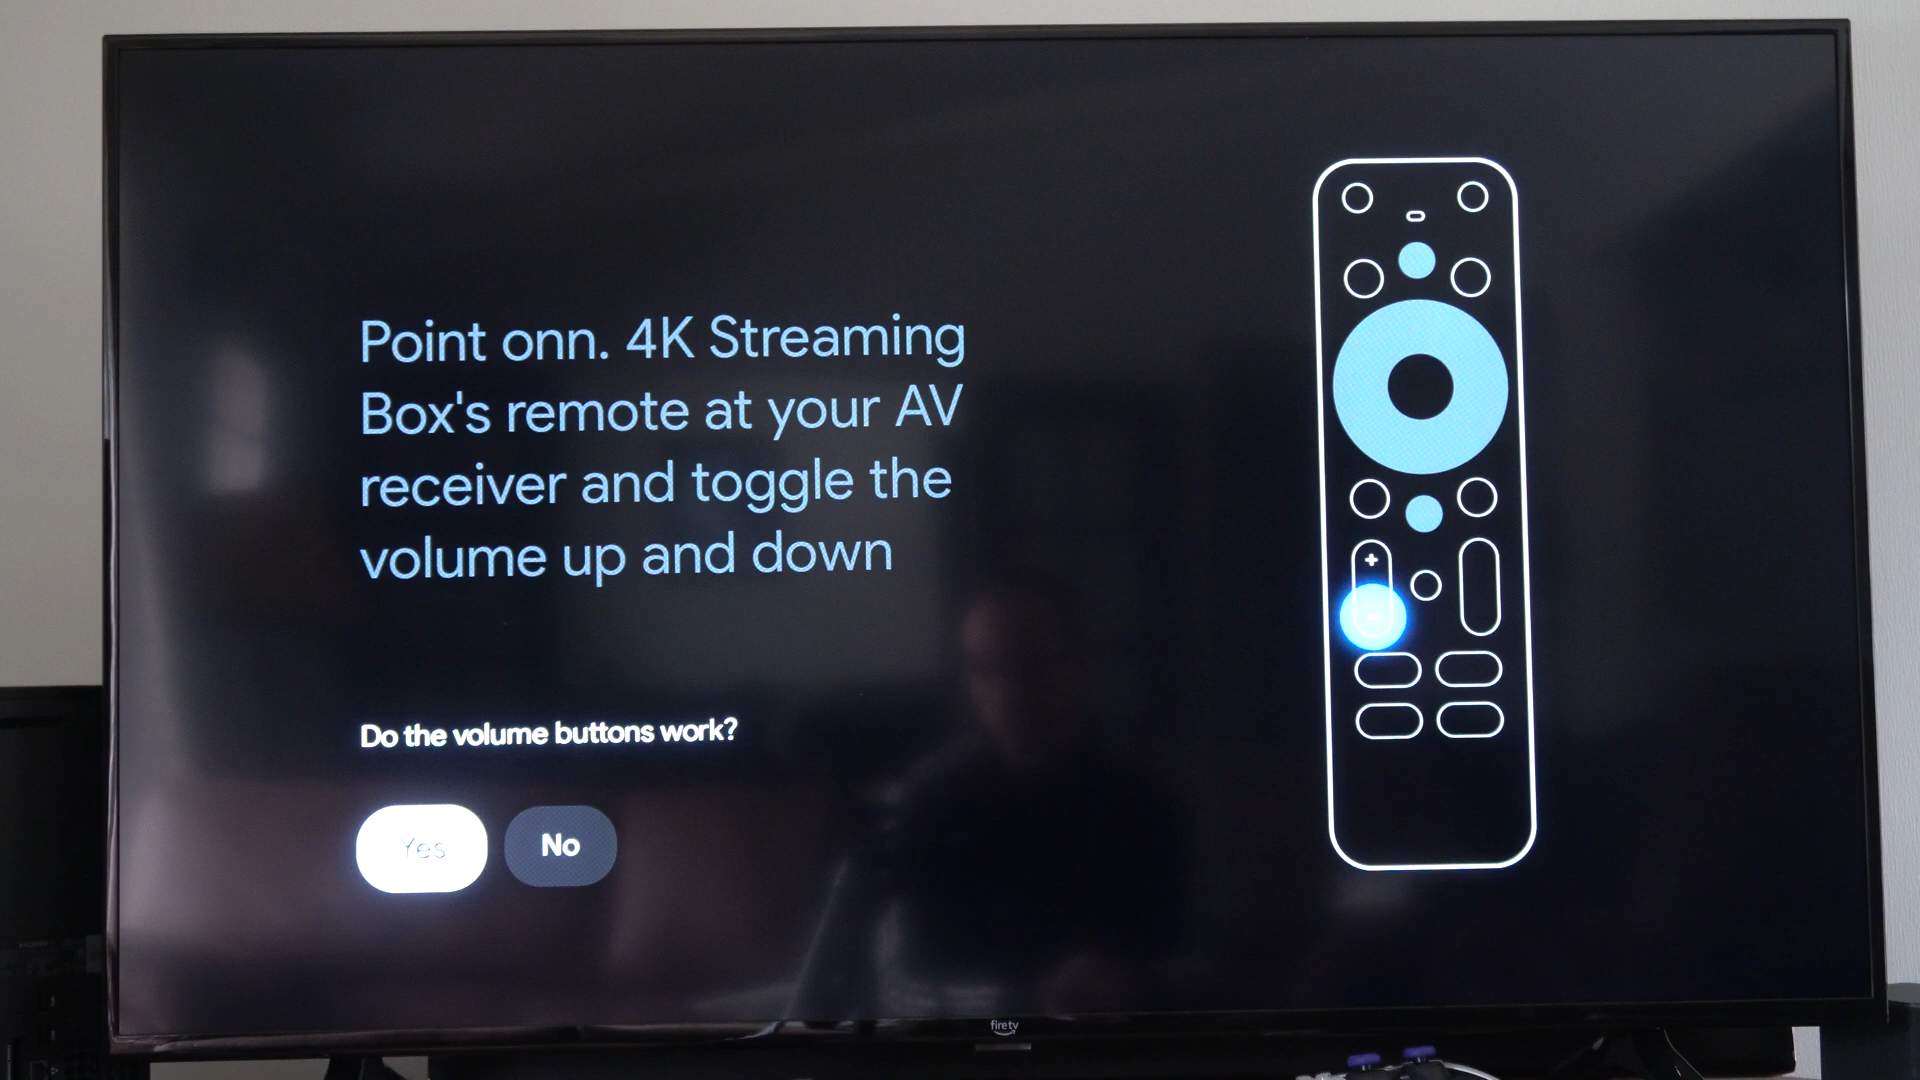 Point onn. 4K Streaming
Box's remote at your AV
receiver and toggle the
volume up and down
Do the volume buttons work?
Yes
No
fire tv